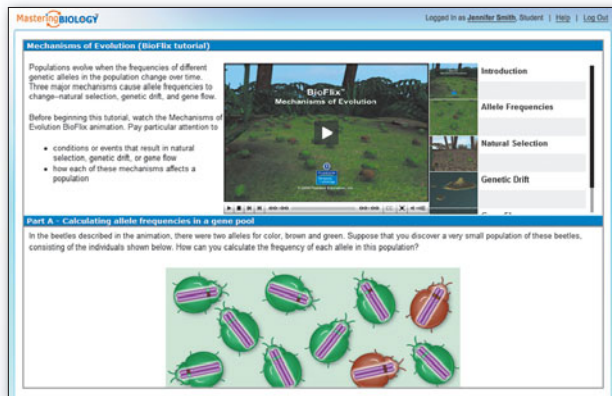 MasteringBIOLOGY
Logged in as Jennifer Smith, Student | Help | Log Out
Mechanisms of Evolution (BioFlix tutorial)
Populations evolve when the frequencies of different
genetic alleles in the population change over time.
Three major mechanisms cause allele frequencies to
change–natural selection, genetic drift, and gene flow.
Before beginning this tutorial, watch the Mechanisms of
Evolution BioFlix animation. Pay particular attention to
• conditions or events that result in natural
selection, genetic drift, or gene flow
• how each of these mechanisms affects a
population
BioFlix
Mechanisms of Evolution
Introduction
Allele Frequencies
Natural Selection
Genetic Drift
Part A - Calculating allele frequencies in a gene pool
In the beetles described in the animation, there were two alleles for color, brown and green. Suppose that you discover a very small population of these beetles,
consisting of the individuals shown below. How can you calculate the frequency of each allele in this population?